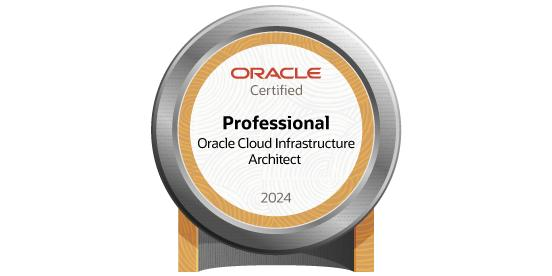 ORACLE
Certified
Professional
Oracle Cloud Infrastructure
Architect
2024